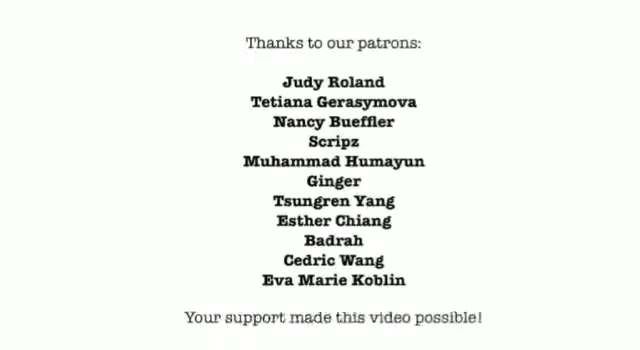 Thanks to our patrons:
Judy Roland
Tetiana Gerasymova
Nancy Bueffler
Scripz
Muhammad Humayun
Ginger
Tsungren Yang
Esther Chiang
Badrah
Cedric Wang
Eva Marie Koblin
Your support made this video possible!